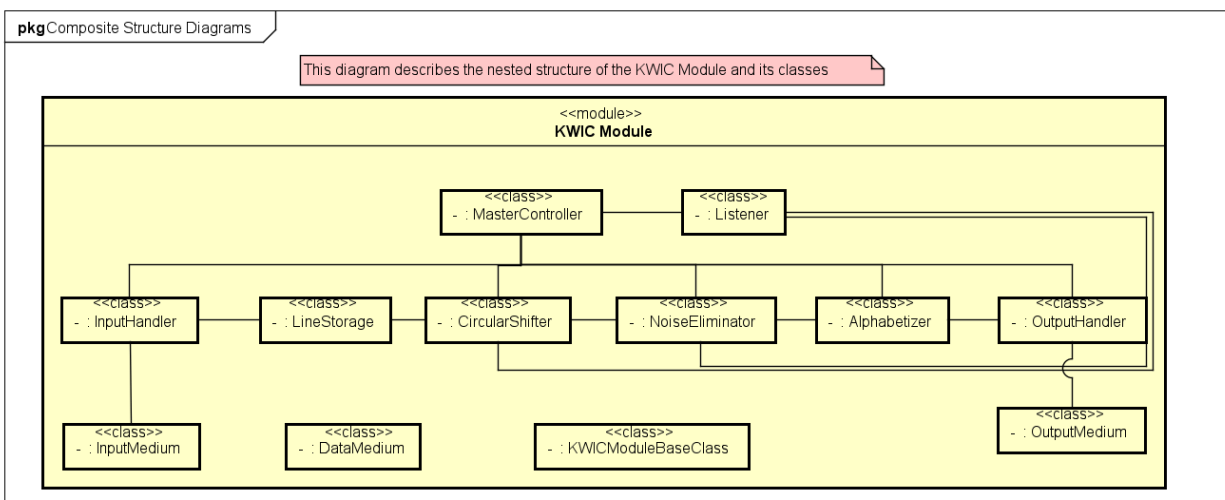 pkg Composite Structure Diagrams
This diagram describes the nested structure of the KWIC Module and its classes
<<module>>
KWIC Module
<<class>>
- : MasterController
<<class>>
- : Listener
<<class>>
- : InputHandler
<<class>>
- : LineStorage
<<class>>
- : CircularShifter
<<class>>
- : NoiseEliminator
<<class>>
- : Alphabetizer
<<class>>
- : OutputHandler
<<class>>
- : InputMedium
<<class>>
- : DataMedium
<<class>>
- : KWICModuleBaseClass
<<class>>
- : OutputMedium